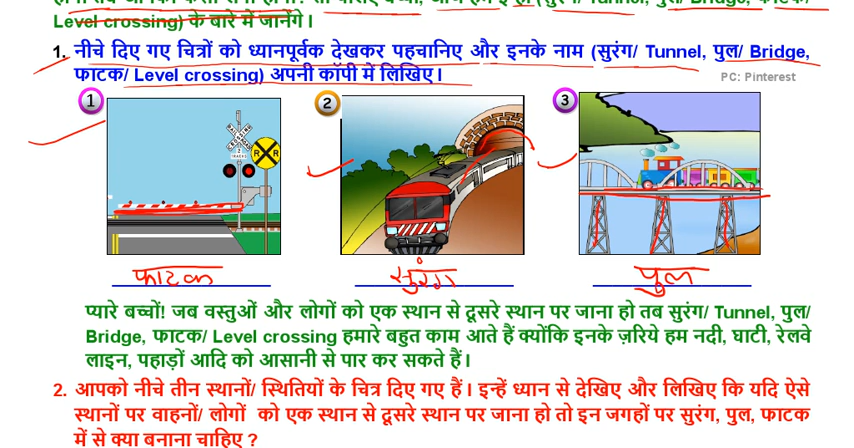 Level crossing) के बारे में जानेंगे।
1. नीचे दिए गए चित्रों को ध्यानपूर्वक देखकर पहचानिए और इनके नाम (सुरंग/ Tunnel, पुल/ Bridge,
फाटक/ Level crossing) अपनी कॉपी में लिखिए।
PC: Pinterest
1 2 3
R R
फाटक सुरंग पुल
प्यारे बच्चों! जब वस्तुओं और लोगों को एक स्थान से दूसरे स्थान पर जाना हो तब सुरंग/ Tunnel, पुल/
Bridge, फाटक/ Level crossing हमारे बहुत काम आते हैं क्योंकि इनके ज़रिये हम नदी, घाटी, रेलवे
लाइन, पहाड़ों आदि को आसानी से पार कर सकते हैं।
2. आपको नीचे तीन स्थानों/ स्थितियों के चित्र दिए गए हैं। इन्हें ध्यान से देखिए और लिखिए कि यदि ऐसे
स्थानों पर वाहनों/ लोगों को एक स्थान से दूसरे स्थान पर जाना हो तो इन जगहों पर सुरंग, पुल, फाटक
में से क्या बनाना चाहिए ?